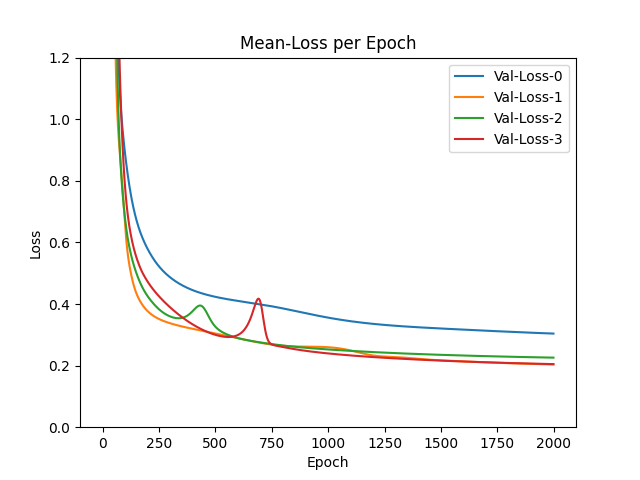 Mean-Loss per Epoch
1.2
1.0
0.8
0.6
0.4
0.2
0.0
Loss
Val-Loss-0
Val-Loss-1
Val-Loss-2
Val-Loss-3
0 250 500 750 1000 1250 1500 1750 2000
Epoch